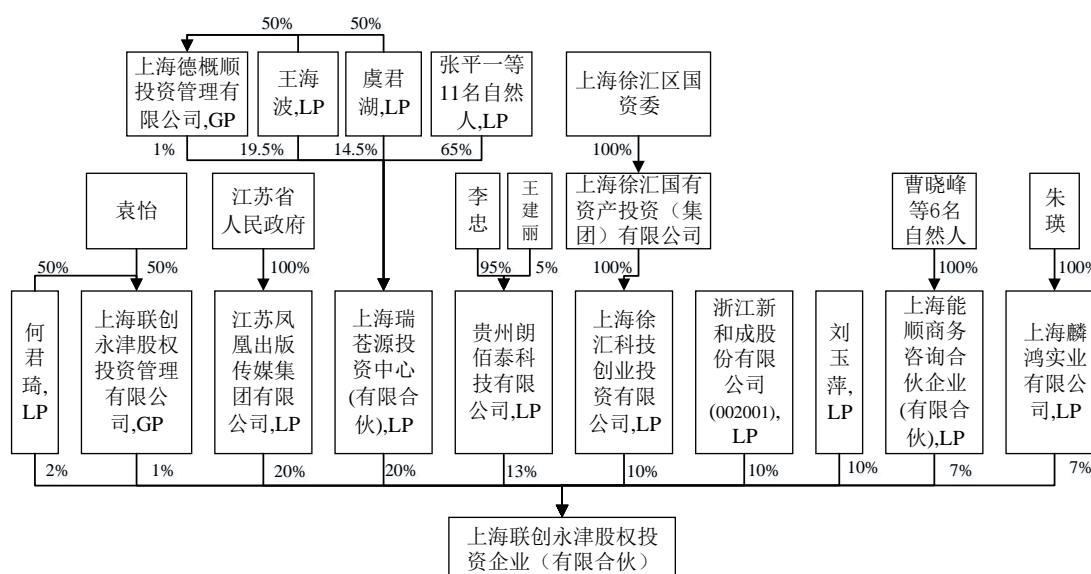 50%
50%
上海德概顺
投资管理有
限公司,GP
王海
波,LP
虞君
湖,LP
张平一等
11名自然
人,LP
上海徐汇区国
资委
1%
19.5%
14.5%
65%
100%
袁怡
江苏省
人民政府
李
忠
王
建
丽
上海徐汇国有
资产投资（集
团）有限公司
曹晓峰
等6名
自然人
朱
瑛
50%
50%
100%
95%
5%
100%
100%
100%
何
君
琦,
LP
上海联创
永津股权
投资管理
有限公
司,GP
江苏凤
凰出版
传媒集
团有限
公司,LP
上海瑞
苍源投
资中心
(有限合
伙),LP
贵州朗
佰泰科
技有限
公司,LP
上海徐
汇科技
创业投
资有限
公司,LP
浙江新
和成股
份有限
公司
(002001),
LP
刘
玉
萍,
LP
上海能
顺商务
咨询合
伙企业
(有限合
伙),LP
上海麟
鸿实业
有限公
司,LP
2%
1%
20%
20%
13%
10%
10%
10%
7%
7%
上海联创永津股权投
资企业（有限合伙）